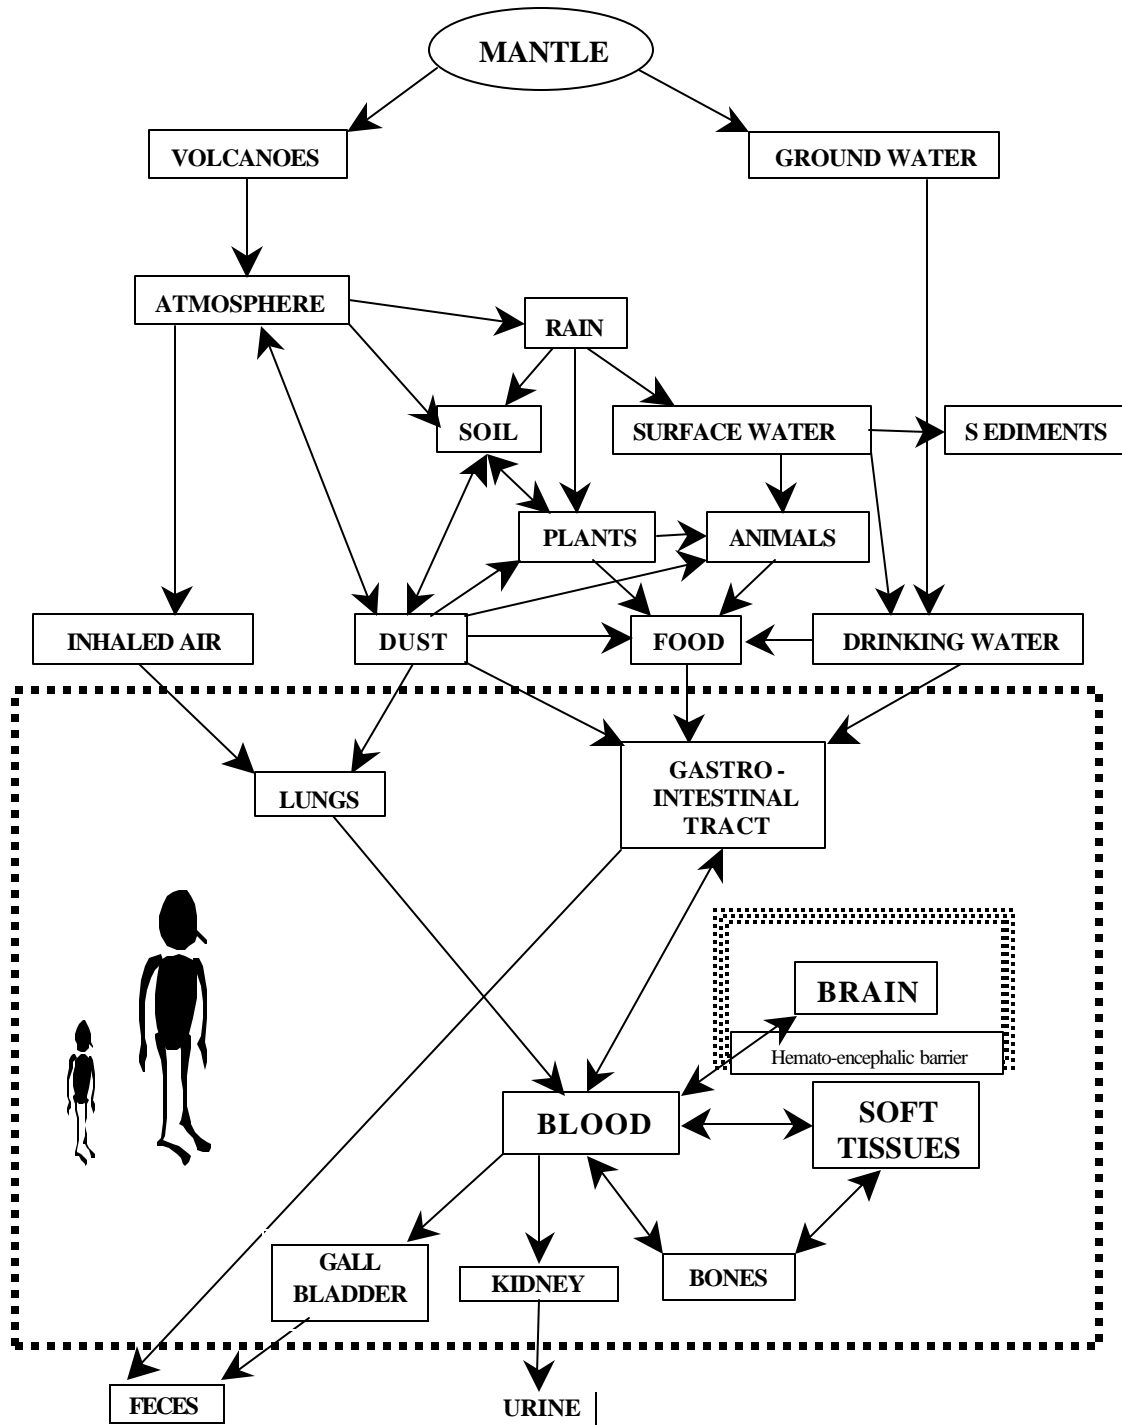 MANTLE
VOLCANOES
GROUND WATER
ATMOSPHERE
RAIN
SOIL
SURFACE WATER
S EDIMENTS
PLANTS
ANIMALS
INHALED AIR
DUST
FOOD
DRINKING WATER
LUNGS
GASTRO -
INTESTINAL
TRACT
BRAIN
Hemato-encephalic barrier
BLOOD
SOFT
TISSUES
GALL
BLADDER
KIDNEY
BONES
FECES
URINE